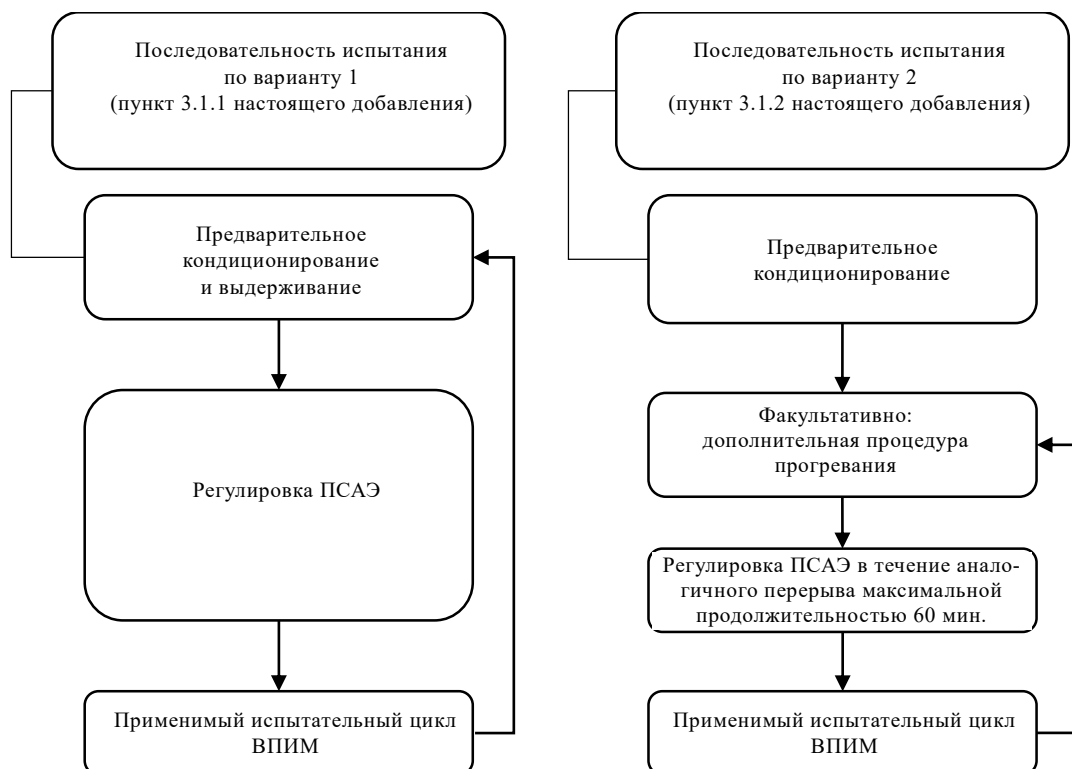 Последовательность испытания
по варианту 1
(пункт 3.1.1 настоящего добавления)
Предварительное
кондиционирование
и выдерживание
Регулировка ПСАЭ
Применимый испытательный цикл
ВПИМ
Последовательность испытания
по варианту 2
(пункт 3.1.2 настоящего добавления)
Предварительное
кондиционирование
Факультативно:
дополнительная процедура
прогревания
Регулировка ПСАЭ в течение анало-
гичного перерыва максимальной
продолжительностью 60 мин.
Применимый испытательный цикл
ВПИМ